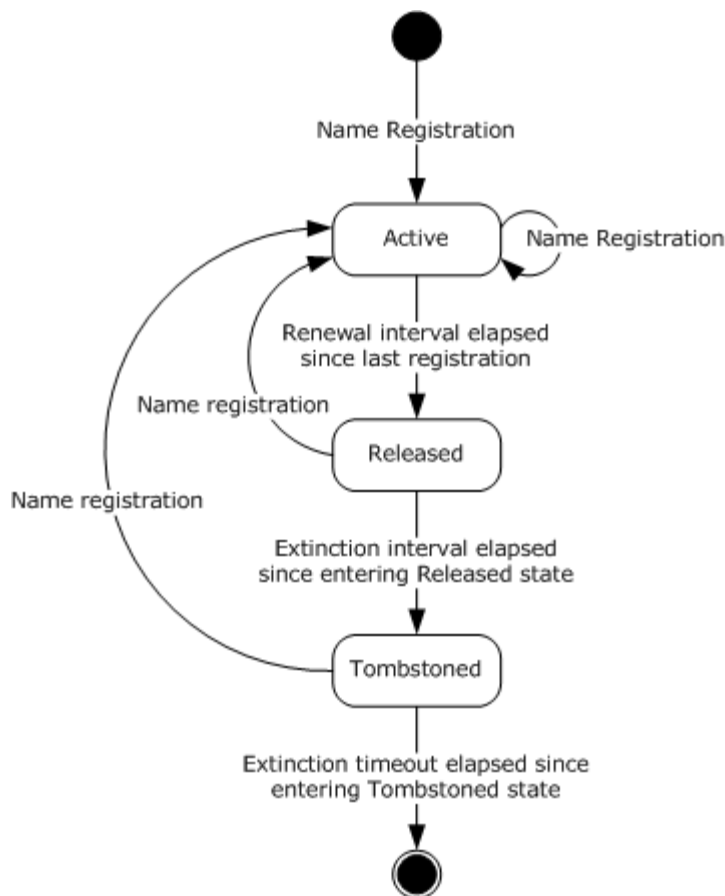 Name Registration
Active
Name Registration
Renewal interval elapsed
since last registration
Name registration
Released
Name registration
Extinction interval elapsed
since entering Released state
Tombstoned
Extinction timeout elapsed since
entering Tombstoned state